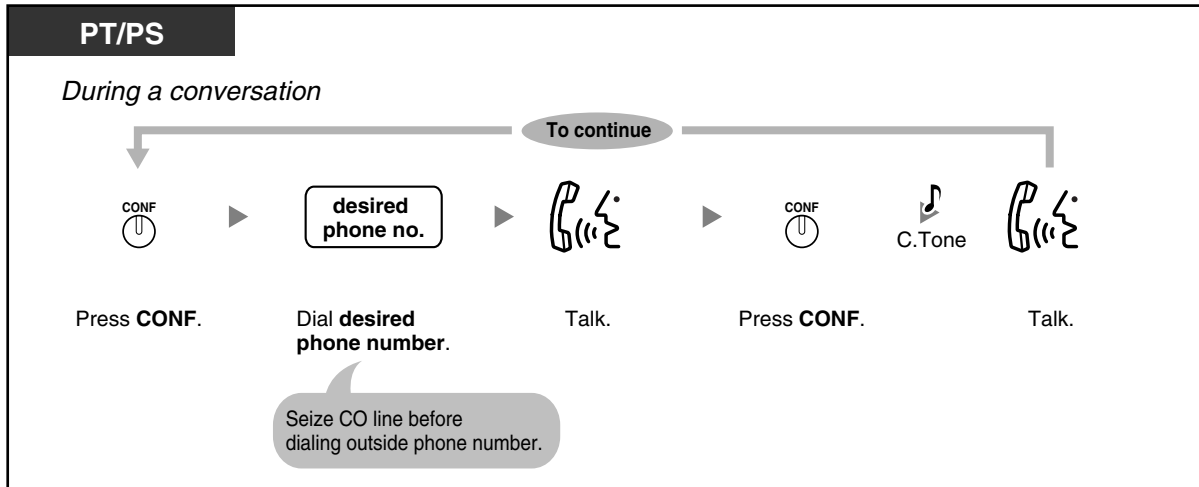 PT/PS
During a conversation
To continue
CONF
desired
phone no.
CONF
C.Tone
Press CONF.
Dial desired
phone number.
Talk.
Press CONF.
Talk.
Seize CO line before
dialing outside phone number.